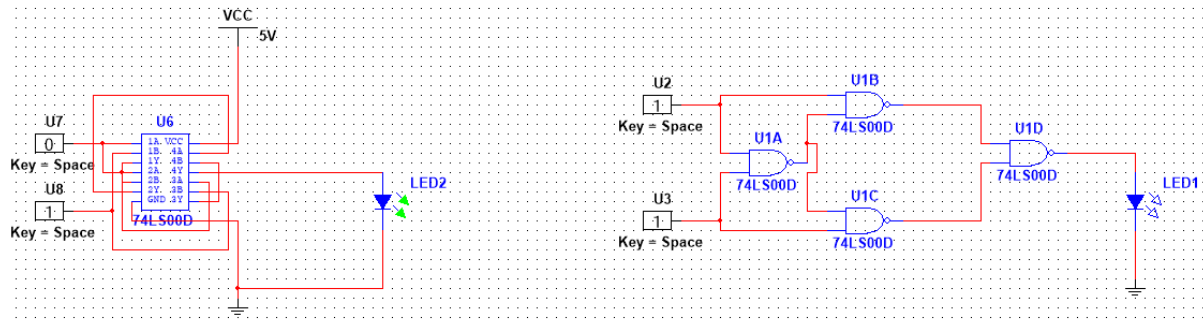 VCC
5V
U7
0
Key = Space
U8
1
Key = Space
U6
1A. VCC
1B. .4A
1Y. .4B
2A. .4Y
2B. .3A
2Y. .3B
GND .3Y
74LS00D
LED2
U2
1
Key = Space
U3
1
Key = Space
U1A
74LS00D
U1B
74LS00D
U1C
74LS00D
U1D
74LS00D
LED1